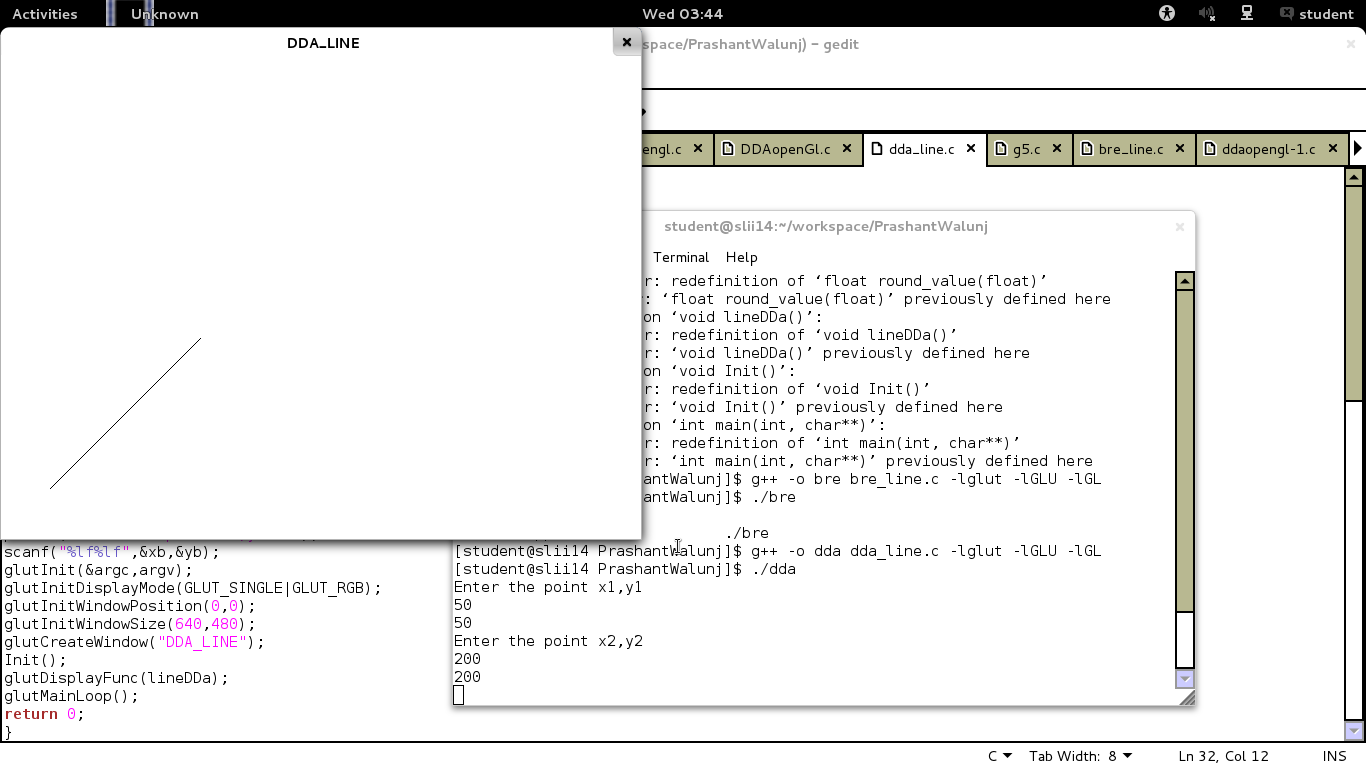 Activities Unknown Wed 03:44 student
DDA_LINE
space/PrashantWalunj) – gedit
engl.c DDAopenGl.c dda_line.c g5.c bre_line.c ddaopengl-1.c
student@slii14:~/workspace/PrashantWalunj
Terminal Help
r: redefinition of ‘float round_value(float)’
: ‘float round_value(float)’ previously defined here
on ‘void lineDDa()’:
r: redefinition of ‘void lineDDa()’
r: ‘void lineDDa()’ previously defined here
on ‘void Init()’:
r: redefinition of ‘void Init()’
r: ‘void Init()’ previously defined here
on ‘int main(int, char**)’:
r: redefinition of ‘int main(int, char**)’
r: ‘int main(int, char**)’ previously defined here
antWalunj]$ g++ -o bre bre_line.c -lglut -lGLU -lGL
antWalunj]$ ./bre
./bre
[student@slii14 PrashantWalunj]$ g++ -o dda dda_line.c -lglut -lGLU -lGL
[student@slii14 PrashantWalunj]$ ./dda
Enter the point x1,y1
50
50
Enter the point x2,y2
200
200
scanf("%lf%lf",&xb,&yb);
glutInit(&argc,argv);
glutInitDisplayMode(GLUT_SINGLE|GLUT_RGB);
glutInitWindowPosition(0,0);
glutInitWindowSize(640,480);
glutCreateWindow("DDA_LINE");
Init();
glutDisplayFunc(lineDDa);
glutMainLoop();
return 0;
}
C Tab Width: 8 Ln 32, Col 12 INS